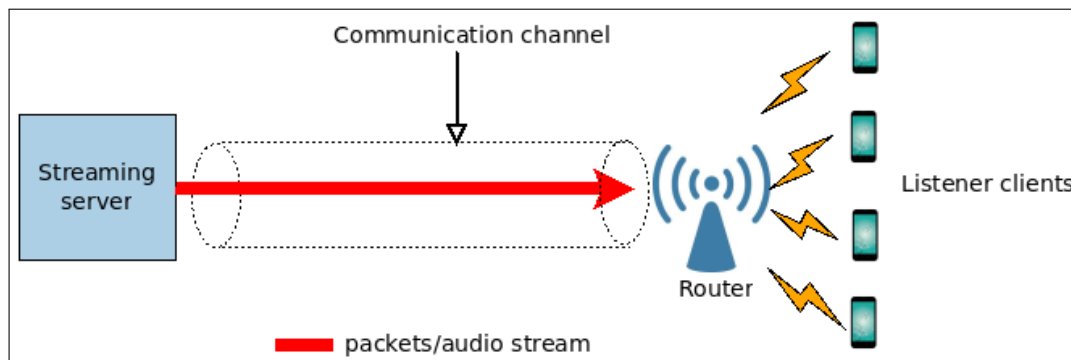 Communication channel
Streaming
server
Listener clients
Router
packets/audio stream